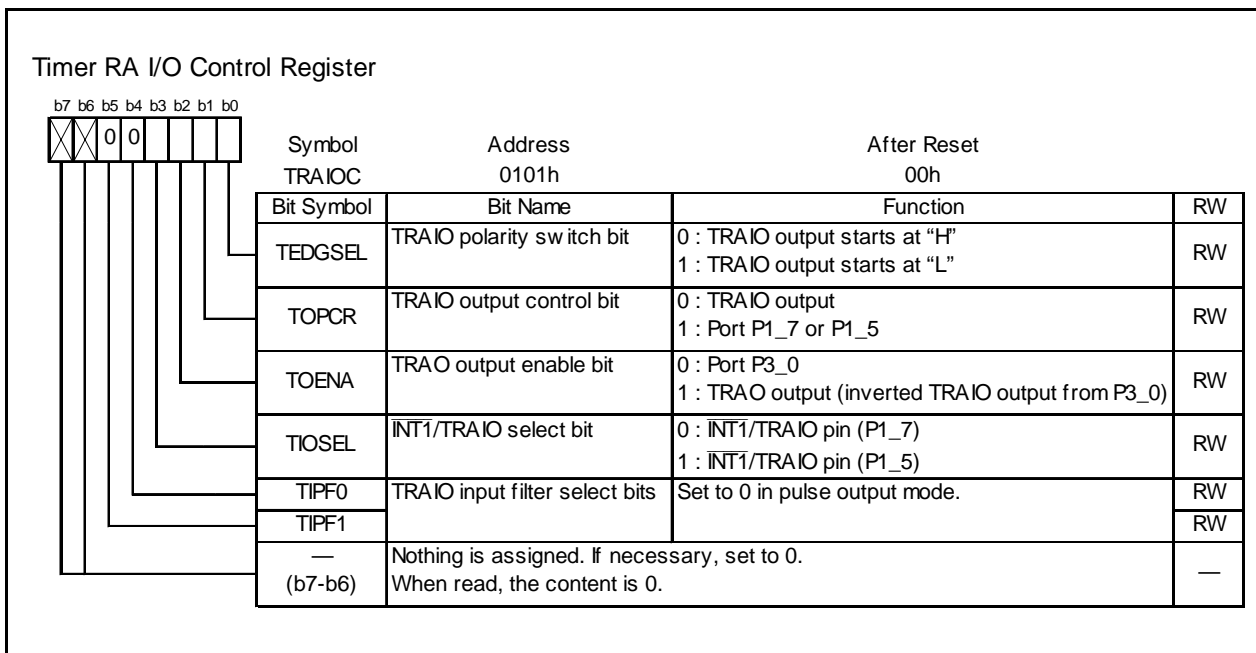 Timer RA I/O Control Register
b7 b6 b5 b4 b3 b2 b1 b0
0 0
Symbol Address After Reset
TRAIOC 0101h 00h
Bit Symbol Bit Name Function RW
TEDGSEL TRAIO polarity switch bit 0 : TRAIO output starts at “H” RW
1 : TRAIO output starts at “L”
TOPCR TRAIO output control bit 0 : TRAIO output RW
1 : Port P1_7 or P1_5
TOENA TRAO output enable bit 0 : Port P3_0 RW
1 : TRAO output (inverted TRAIO output from P3_0)
TIOSEL I̅N̅T̅1̅/TRAIO select bit 0 : I̅N̅T̅1̅/TRAIO pin (P1_7) RW
1 : I̅N̅T̅1̅/TRAIO pin (P1_5)
TIPF0 TRAIO input filter select bits Set to 0 in pulse output mode. RW
TIPF1 RW
— Nothing is assigned. If necessary, set to 0. —
(b7-b6) When read, the content is 0.